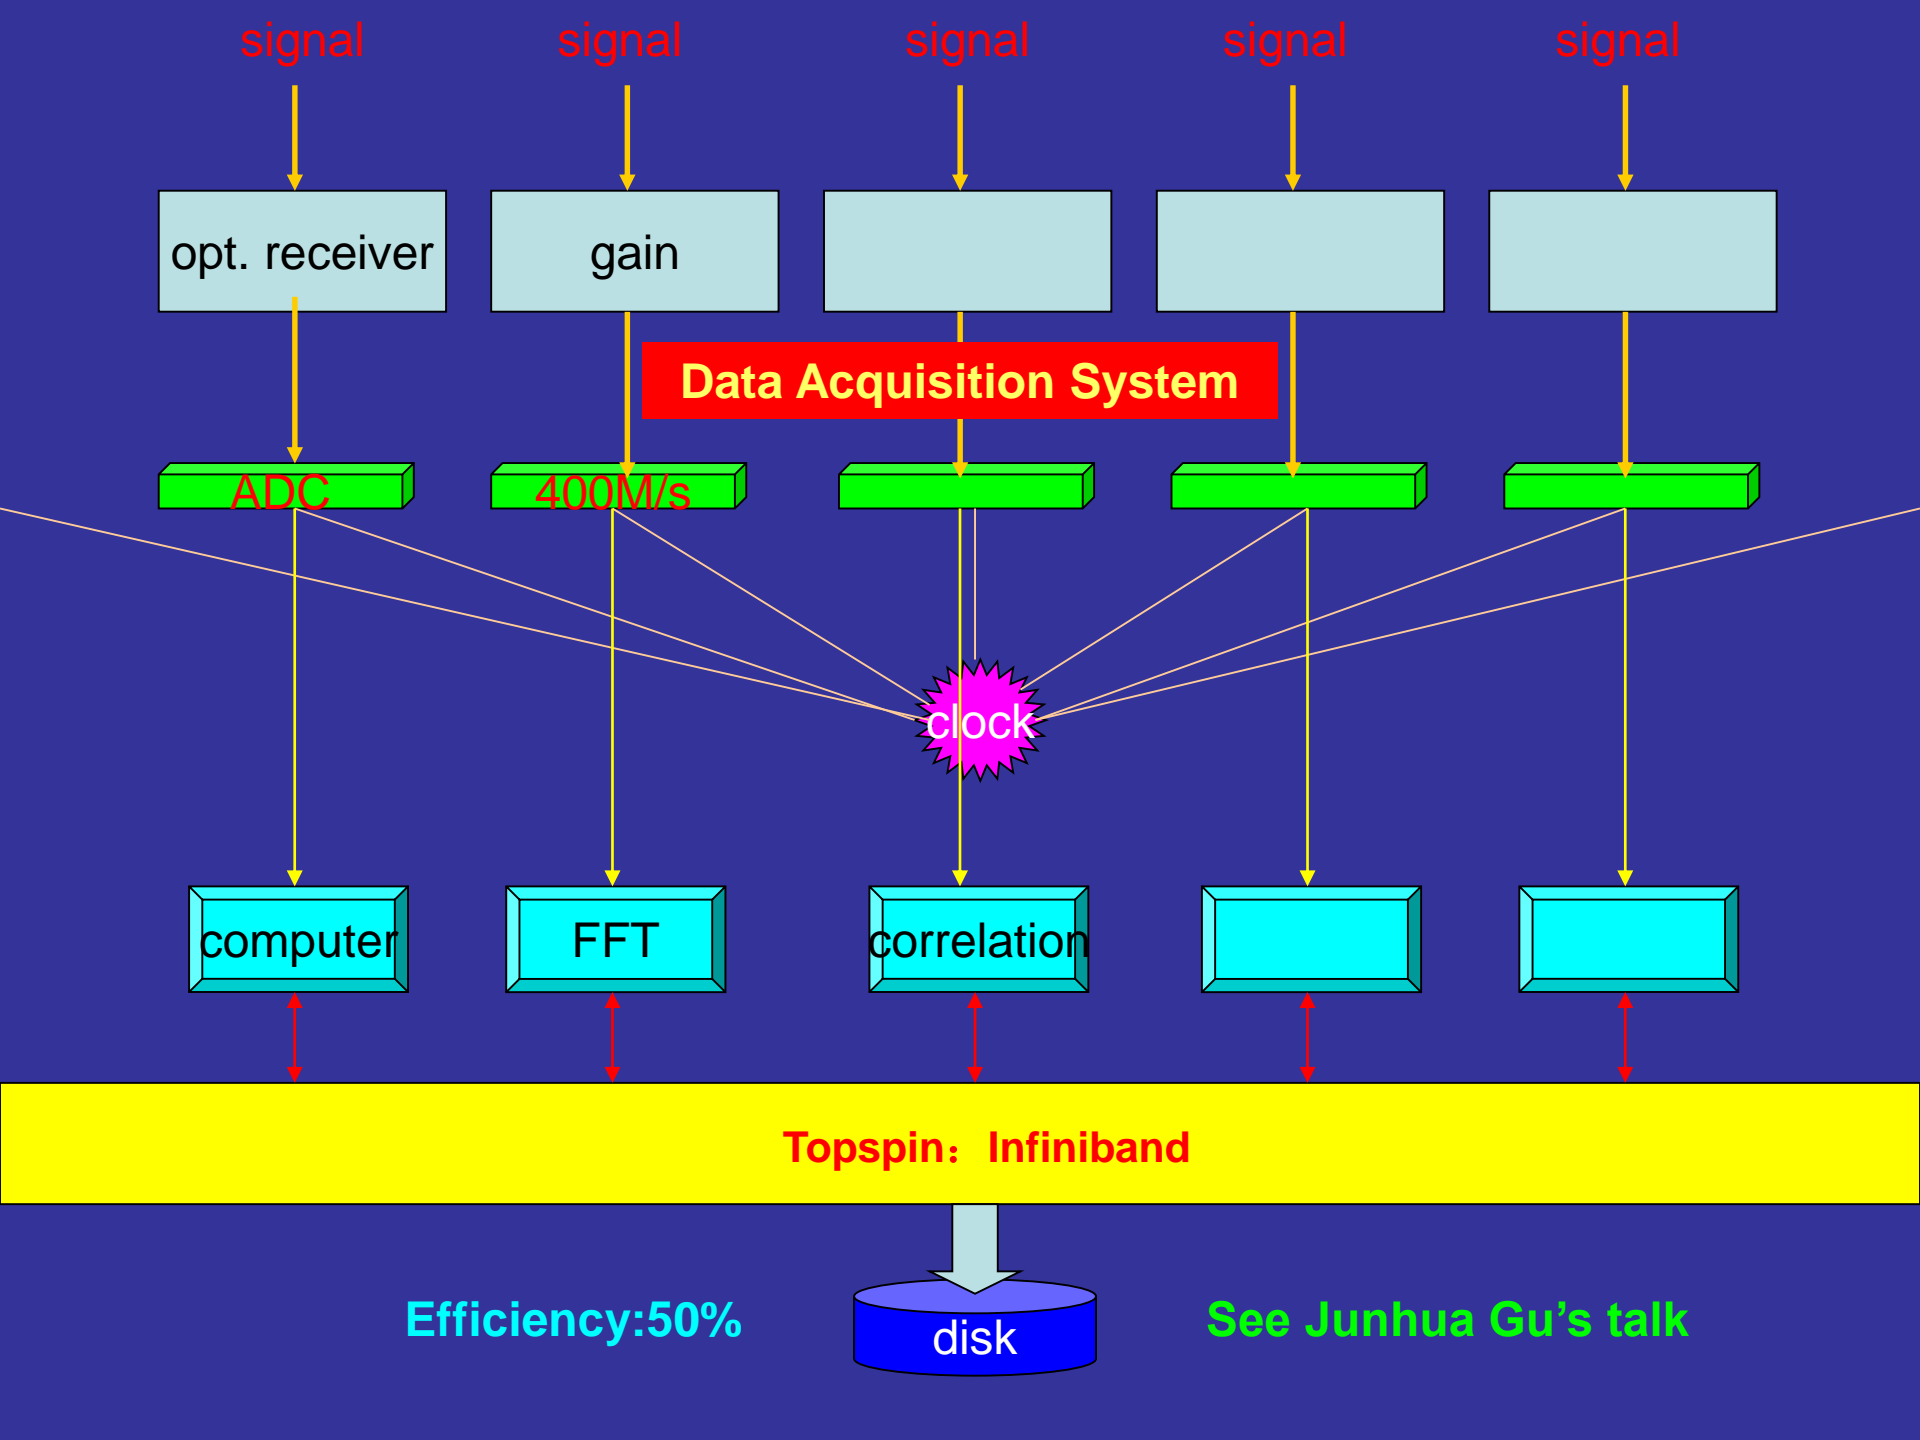 signal signal signal signal signal
opt. receiver gain
Data Acquisition System
ADC 400M/s
clock
computer FFT correlation
Topspin：Infiniband
Efficiency:50% disk See Junhua Gu’s talk